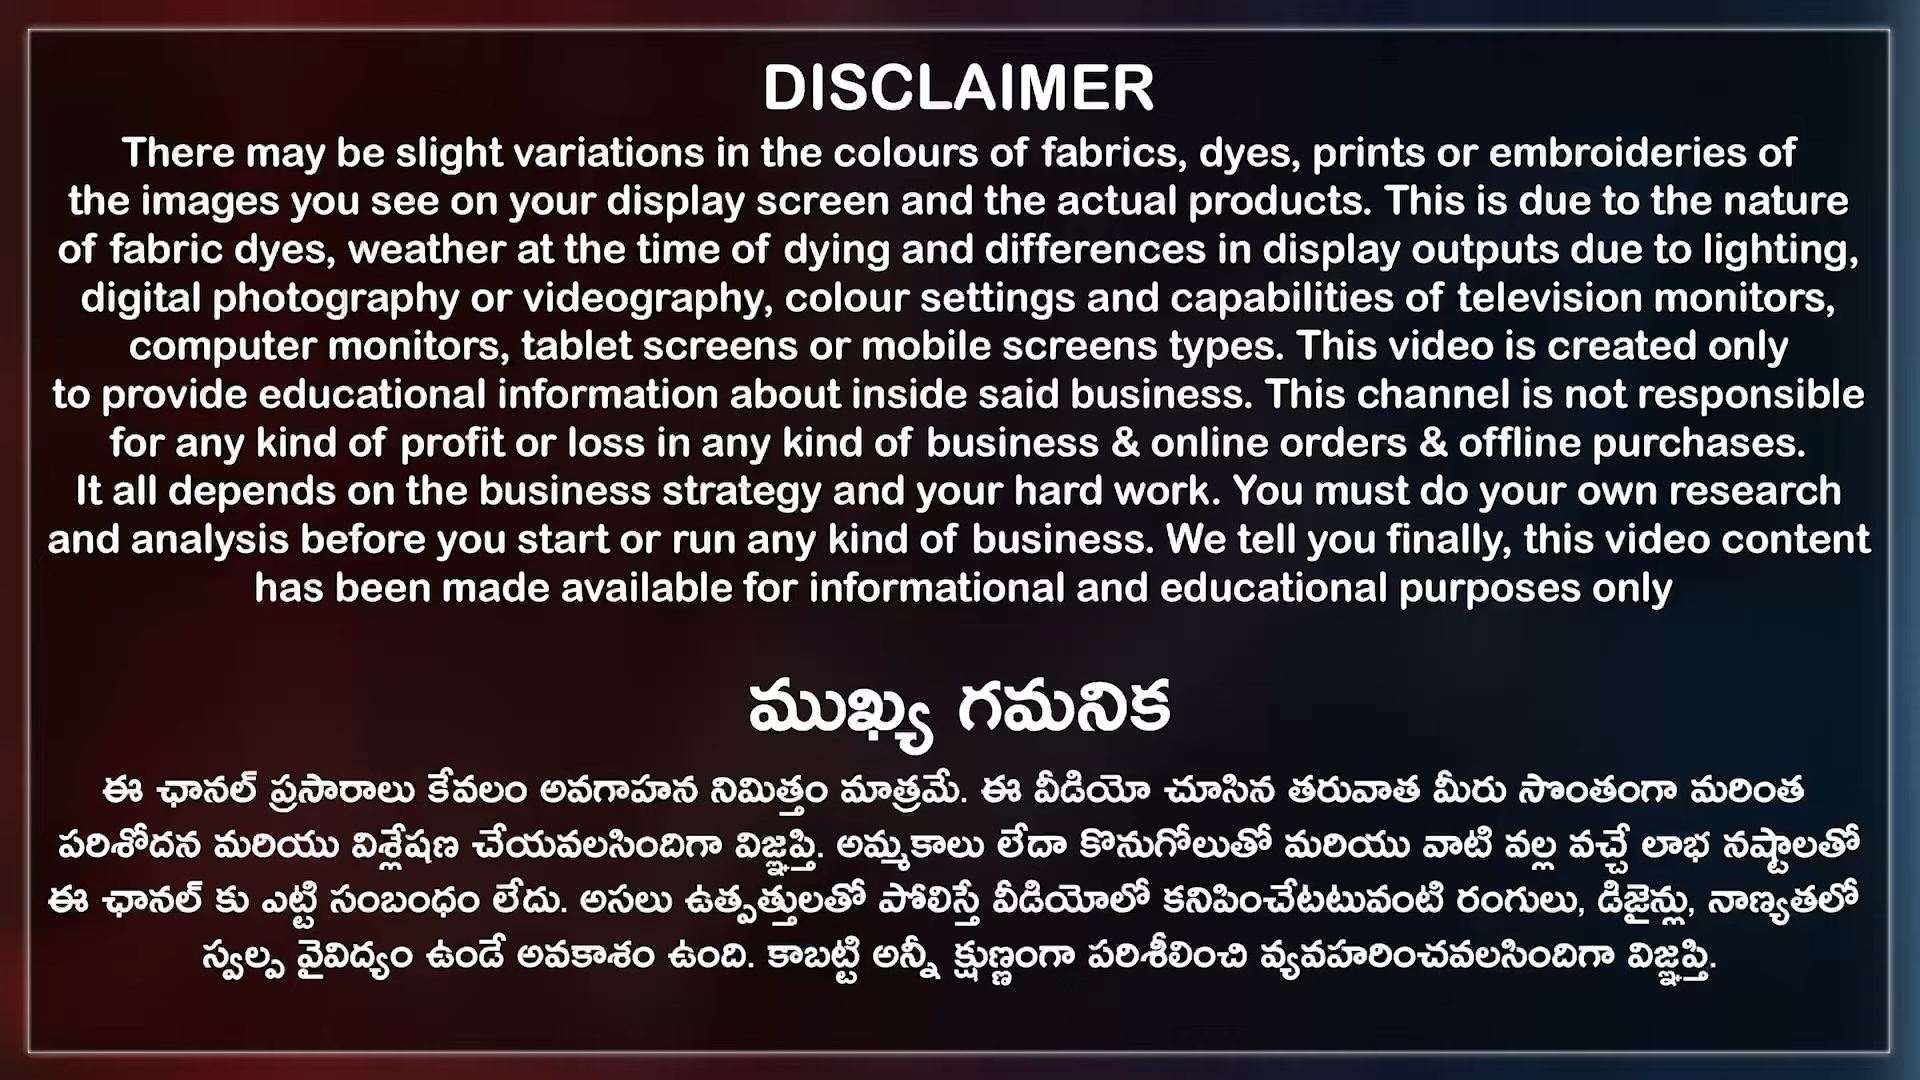 DISCLAIMER
There may be slight variations in the colours of fabrics, dyes, prints or embroideries of
the images you see on your display screen and the actual products. This is due to the nature
of fabric dyes, weather at the time of dying and differences in display outputs due to lighting,
digital photography or videography, colour settings and capabilities of television monitors,
computer monitors, tablet screens or mobile screens types. This video is created only
to provide educational information about inside said business. This channel is not responsible
for any kind of profit or loss in any kind of business & online orders & offline purchases.
It all depends on the business strategy and your hard work. You must do your own research
and analysis before you start or run any kind of business. We tell you finally, this video content
has been made available for informational and educational purposes only
ముఖ్య గమనిక
ఈ ఛానల్ ప్రసారాలు కేవలం అవగాహన నిమిత్తం మాత్రమే. ఈ వీడియో చూసిన తరువాత మీరు సొంతంగా మరింత
పరిశోదన మరియు విశ్లేషణ చేయవలసిందిగా విజ్ఞప్తి. అమ్మకాలు లేదా కొనుగోలుతో మరియు వాటి వల్ల వచ్చే లాభ నష్టాలతో
ఈ ఛానల్ కు ఎట్టి సంబంధం లేదు. అసలు ఉత్పత్తులతో పోలిస్తే వీడియోలో కనిపించేటటువంటి రంగులు, డిజైన్లు, నాణ్యతలో
స్వల్ప వైవిద్యం ఉండే అవకాశం ఉంది. కాబట్టి అన్నీ క్షుణ్ణంగా పరిశీలించి వ్యవహరించవలసిందిగా విజ్ఞప్తి.